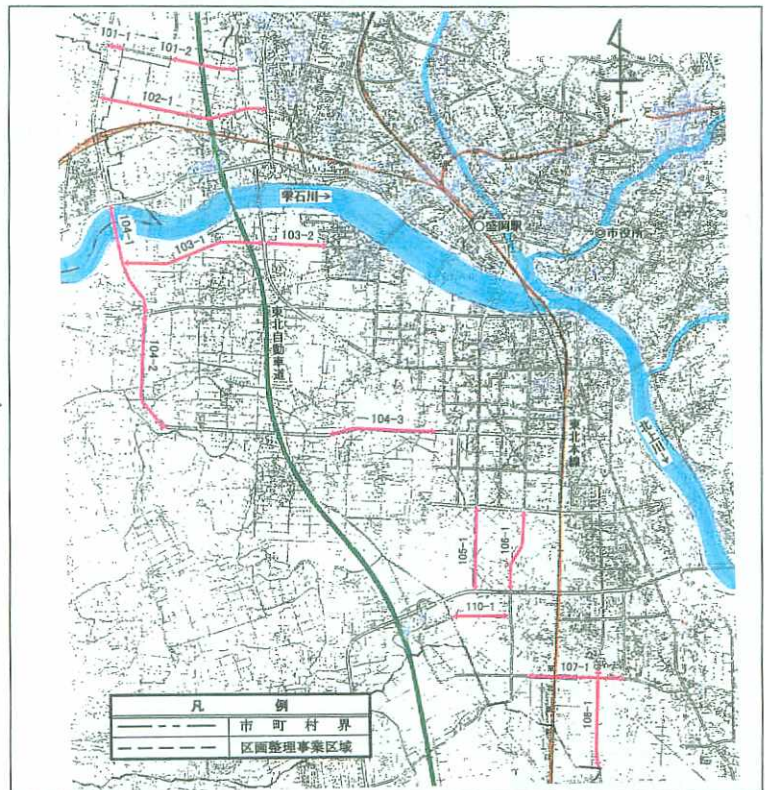 101-1
101-2
102-1
雫石川→
盛岡駅
市役所
104-1
103-1
103-2
東北自動車道
104-2
104-3
東北本線
北上川→
105-1
106-1
110-1
107-1
108-1
凡 例
市 町 村 界
区画整理事業区域